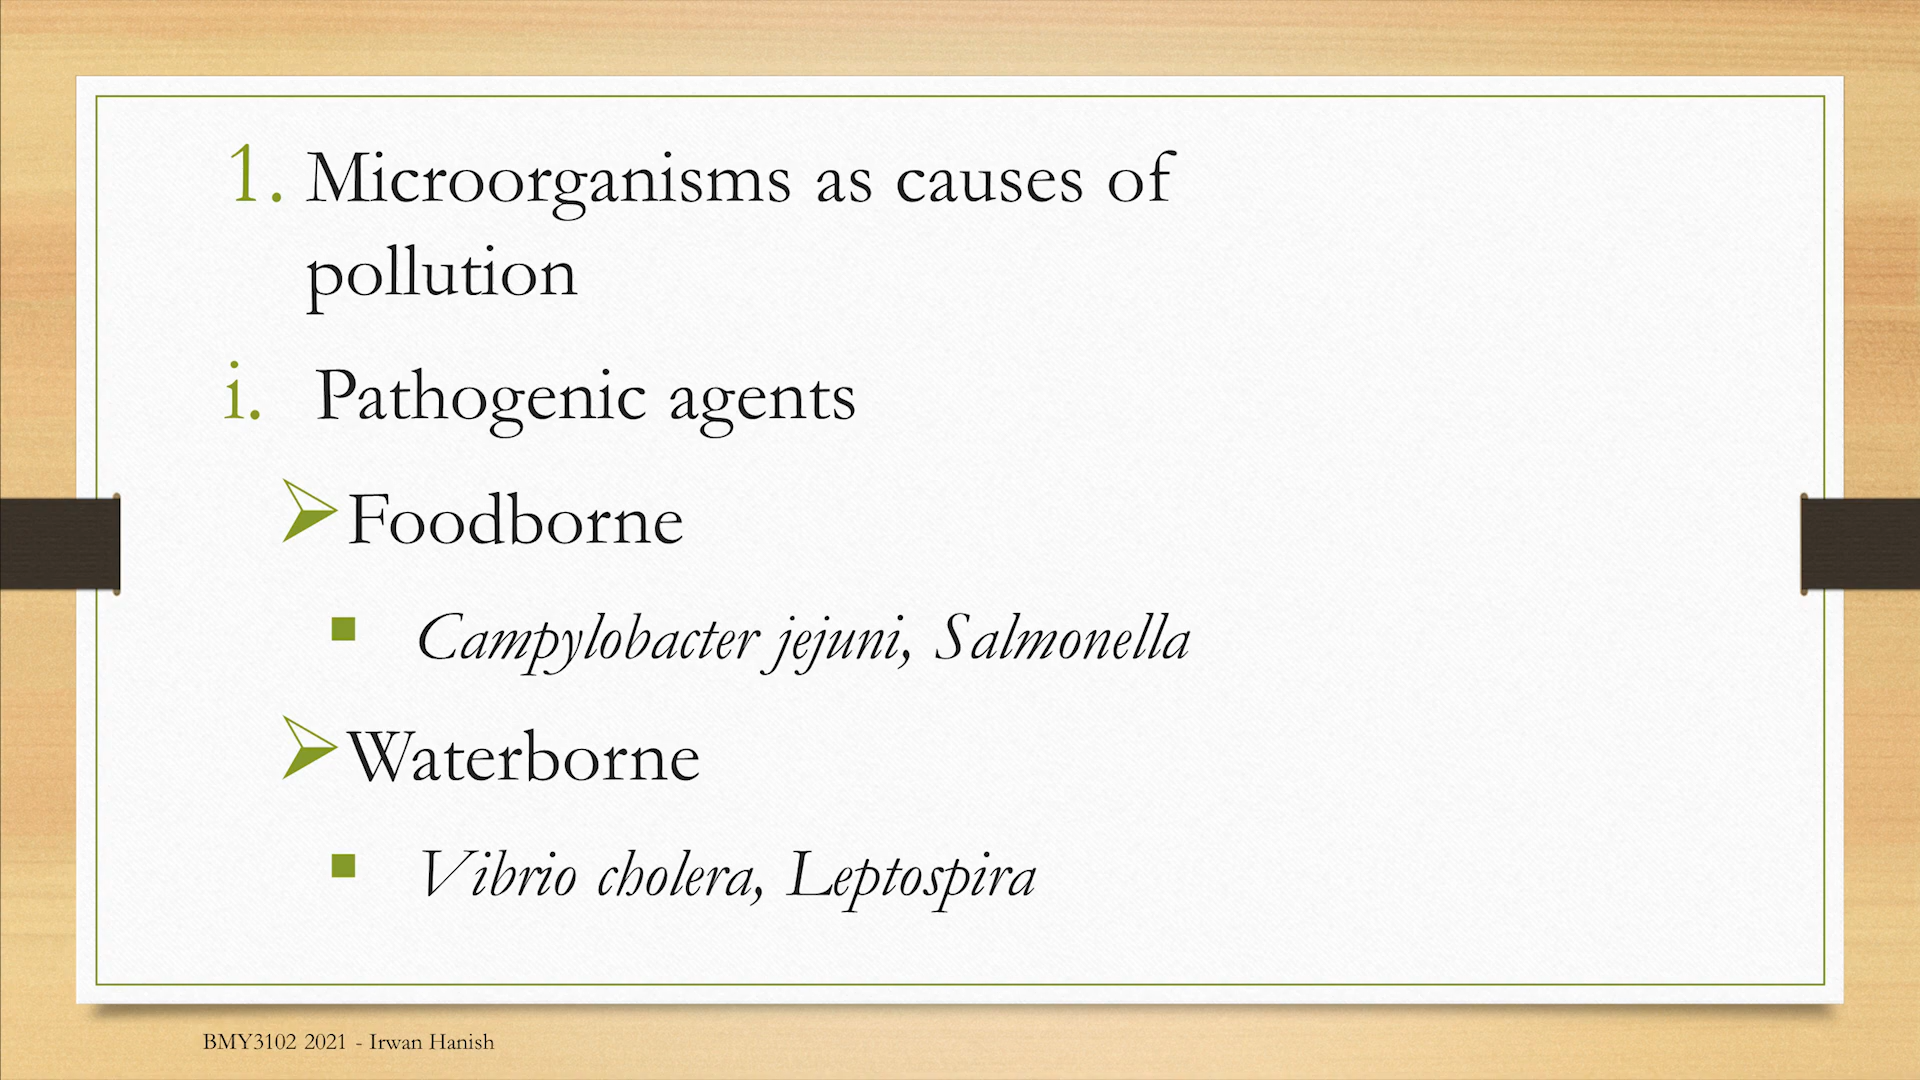 1. Microorganisms as causes of
pollution
i. Pathogenic agents
Foodborne
Campylobacter jejuni, Salmonella
Waterborne
Vibrio cholera, Leptospira
BMY3102 2021 - Irwan Hanish